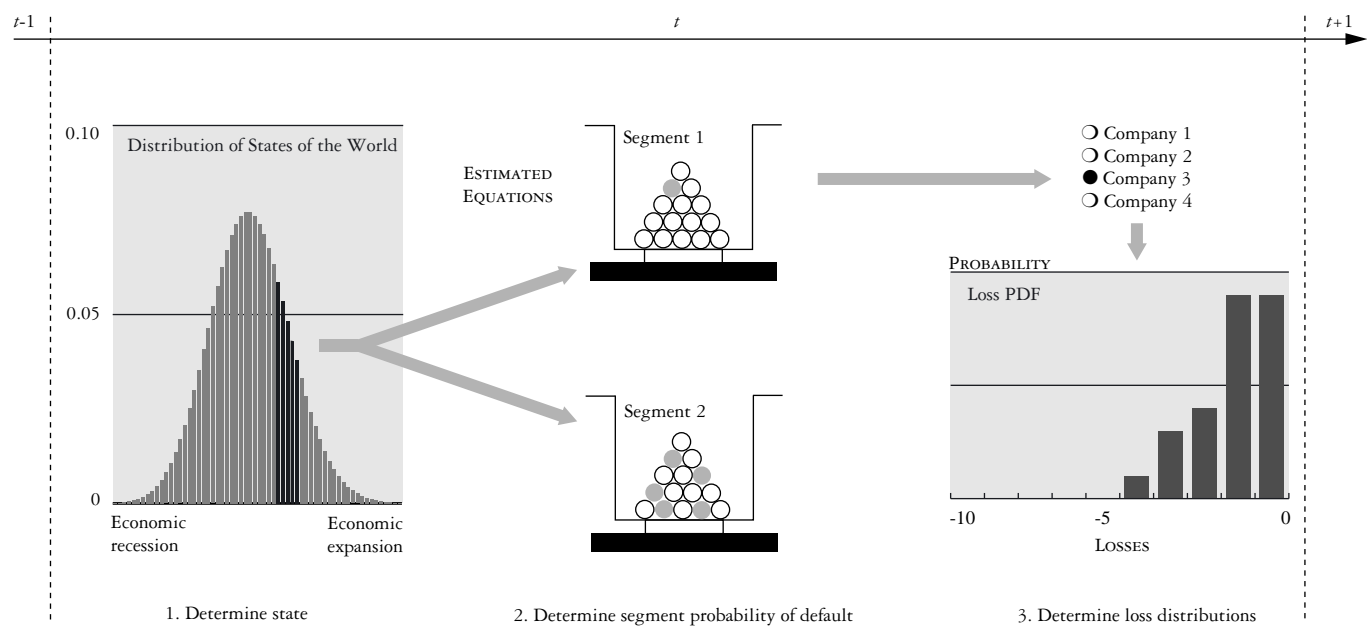 t-1
t
t+1
0.10
Distribution of States of the World
0.05
0
Economic
recession
Economic
expansion
1. Determine state
ESTIMATED
EQUATIONS
Segment 1
Segment 2
2. Determine segment probability of default
Company 1
Company 2
Company 3
Company 4
PROBABILITY
Loss PDF
-10
-5
0
LOSSES
3. Determine loss distributions